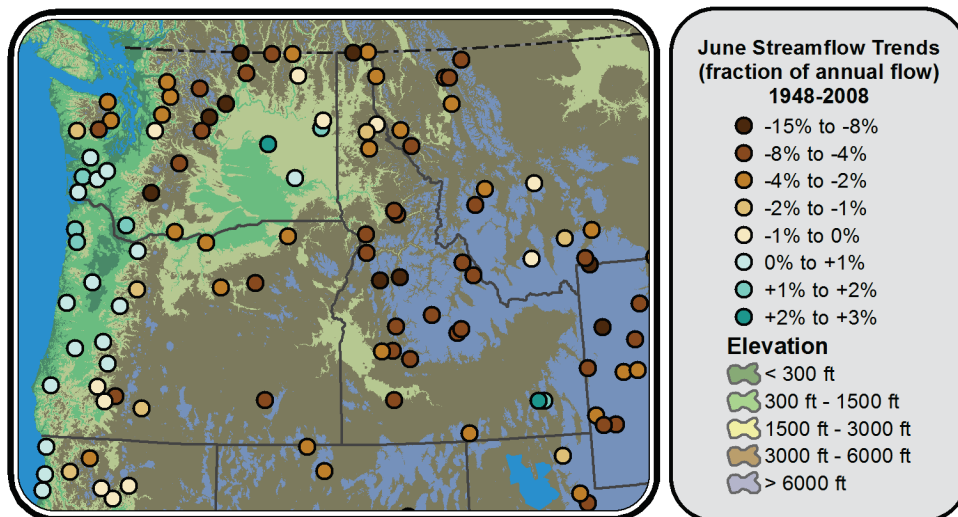 June Streamflow Trends
(fraction of annual flow)
1948-2008
-15% to -8%
-8% to -4%
-4% to -2%
-2% to -1%
-1% to 0%
0% to +1%
+1% to +2%
+2% to +3%
Elevation
< 300 ft
300 ft - 1500 ft
1500 ft - 3000 ft
3000 ft - 6000 ft
> 6000 ft